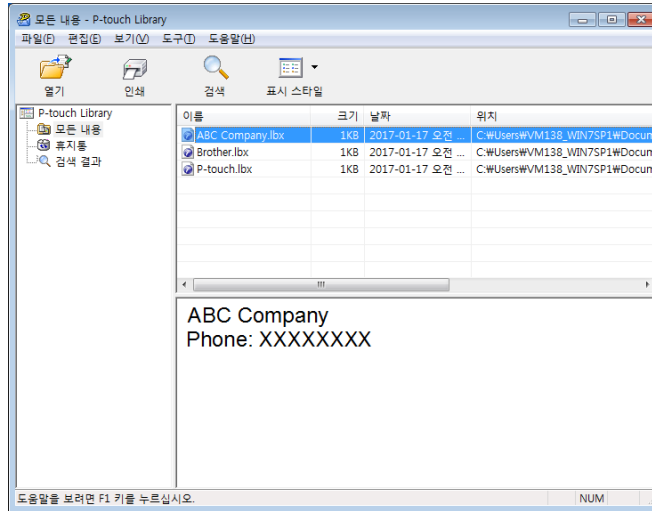 모든 내용 - P-touch Library
파일(F) 편집(E) 보기(V) 도구(T) 도움말(H)
열기 인쇄 검색 표시 스타일
P-touch Library
모든 내용
휴지통
검색 결과
이름 크기 날짜 위치
ABC Company.lbx 1KB 2017-01-17 오전 ... C:₩Users₩VM138_WIN7SP1₩Docum
Brother.lbx 1KB 2017-01-17 오전 ... C:₩Users₩VM138_WIN7SP1₩Docum
P-touch.lbx 1KB 2017-01-17 오전 ... C:₩Users₩VM138_WIN7SP1₩Docum
ABC Company
Phone: XXXXXXXX
도움말을 보려면 F1 키를 누르십시오. NUM